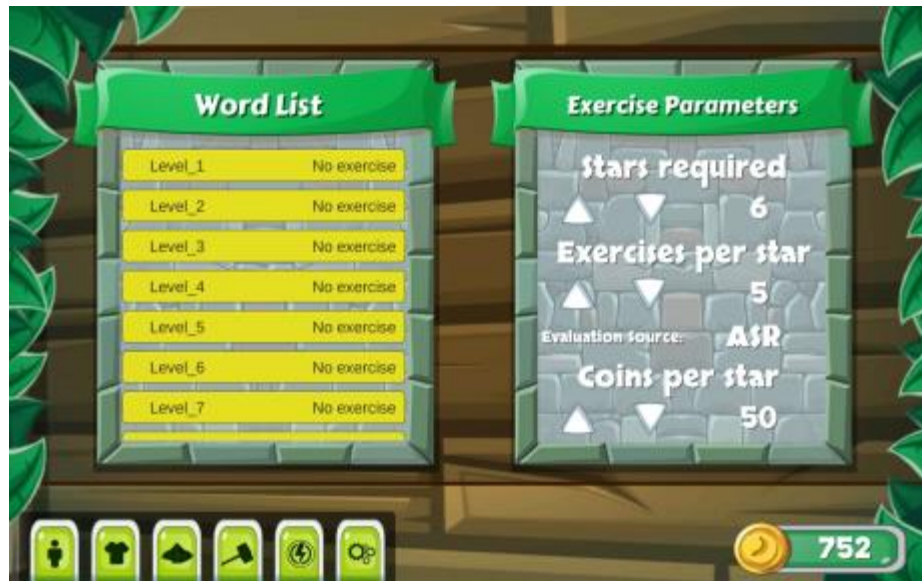 Word List
Level_1 No exercise
Level_2 No exercise
Level_3 No exercise
Level_4 No exercise
Level_5 No exercise
Level_6 No exercise
Level_7 No exercise
Exercise Parameters
Stars required
6
Exercises per star
5
Evaluation Source: ASR
Coins per star
50
752